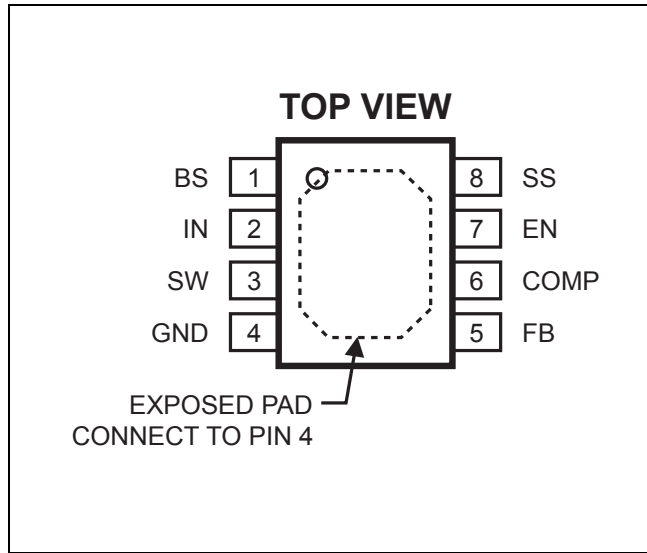 TOP VIEW
BS 1 8 SS
IN 2 7 EN
SW 3 6 COMP
GND 4 5 FB
EXPOSED PAD
CONNECT TO PIN 4